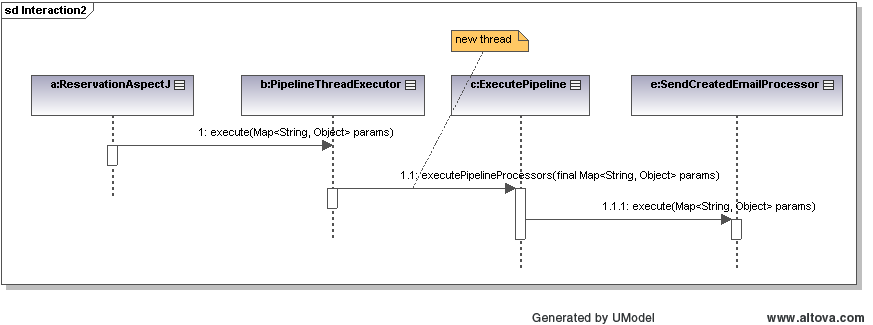 sd Interaction2
new thread
a:ReservationAspectJ
b:PipelineThreadExecutor
c:ExecutePipeline
e:SendCreatedEmailProcessor
1: execute(Map<String, Object> params)
1.1: executePipelineProcessors(final Map<String, Object> params)
1.1.1: execute(Map<String, Object> params)
Generated by UModel
www.altova.com